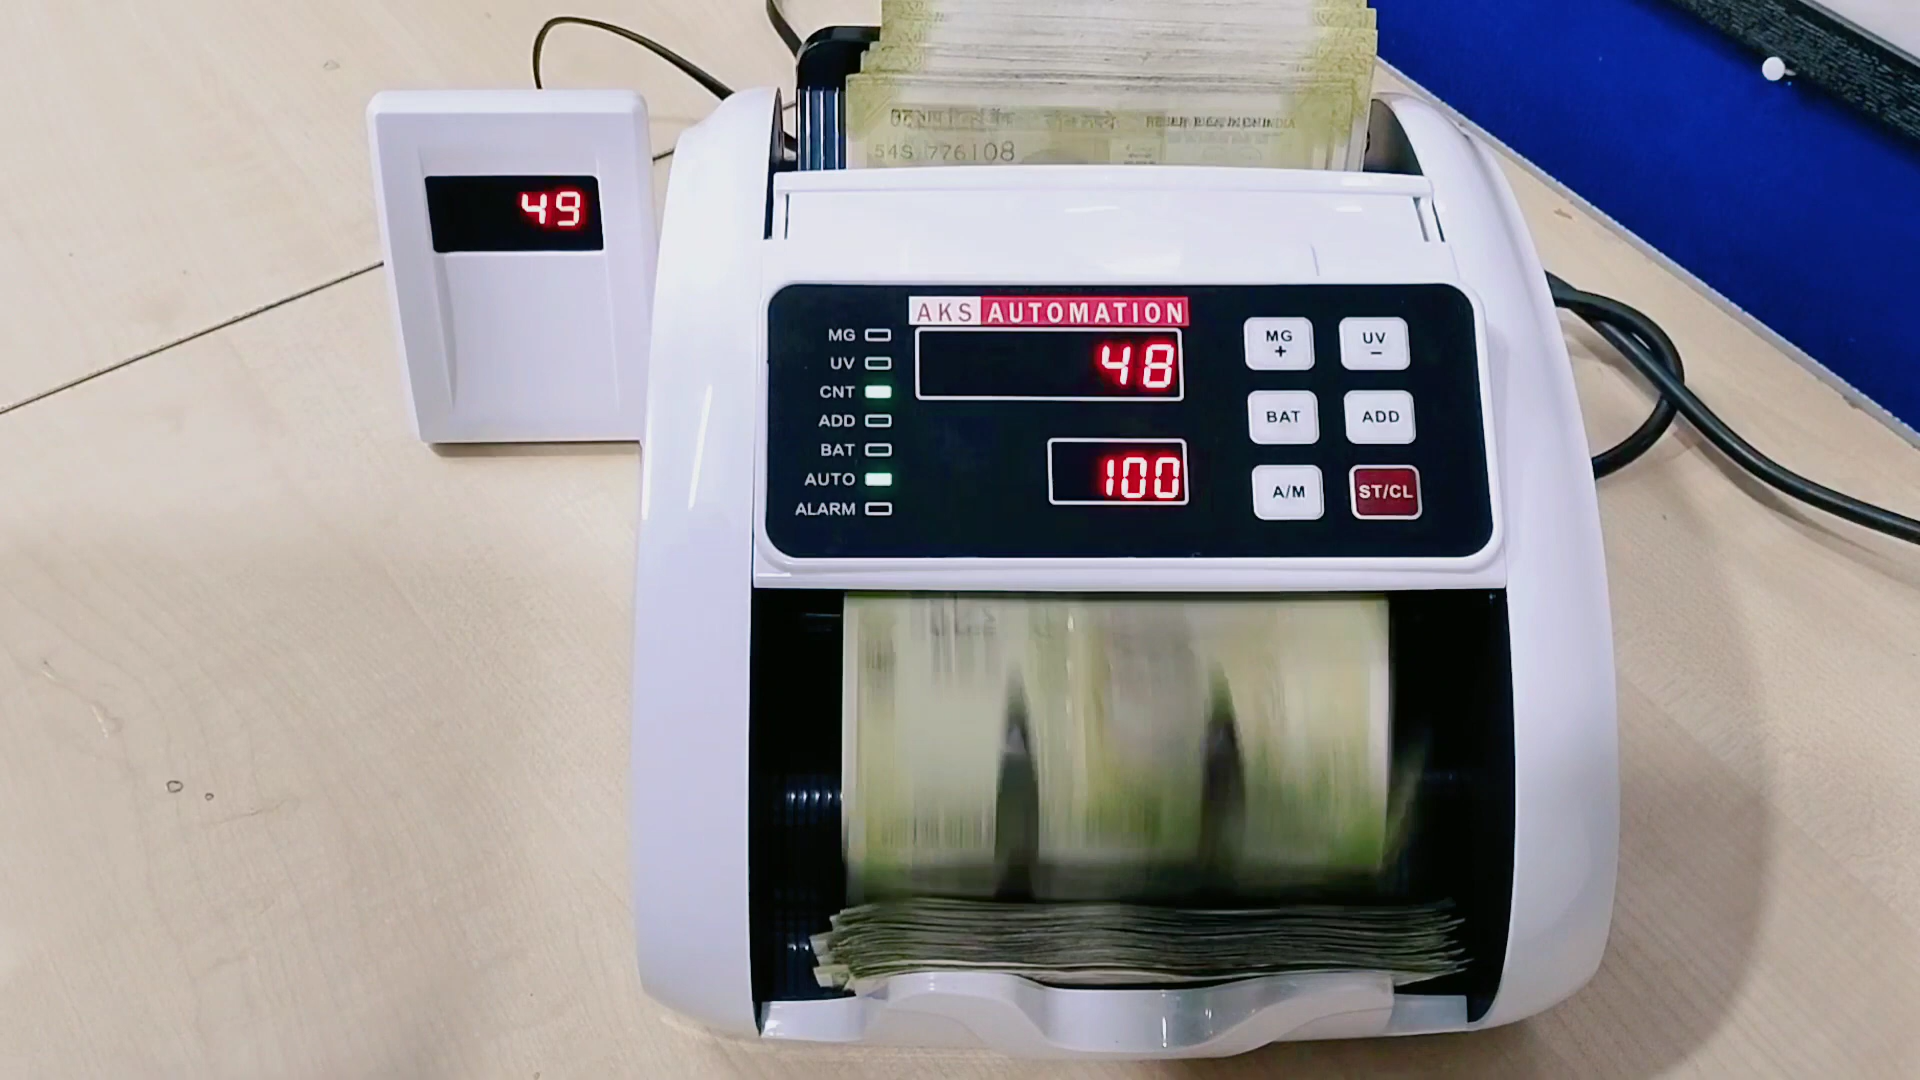 54S 776108
49
AKS AUTOMATION
MG
UV
CNT
ADD
BAT
AUTO
ALARM
48
100
MG
+
UV
−
BAT
ADD
A/M
ST/CL